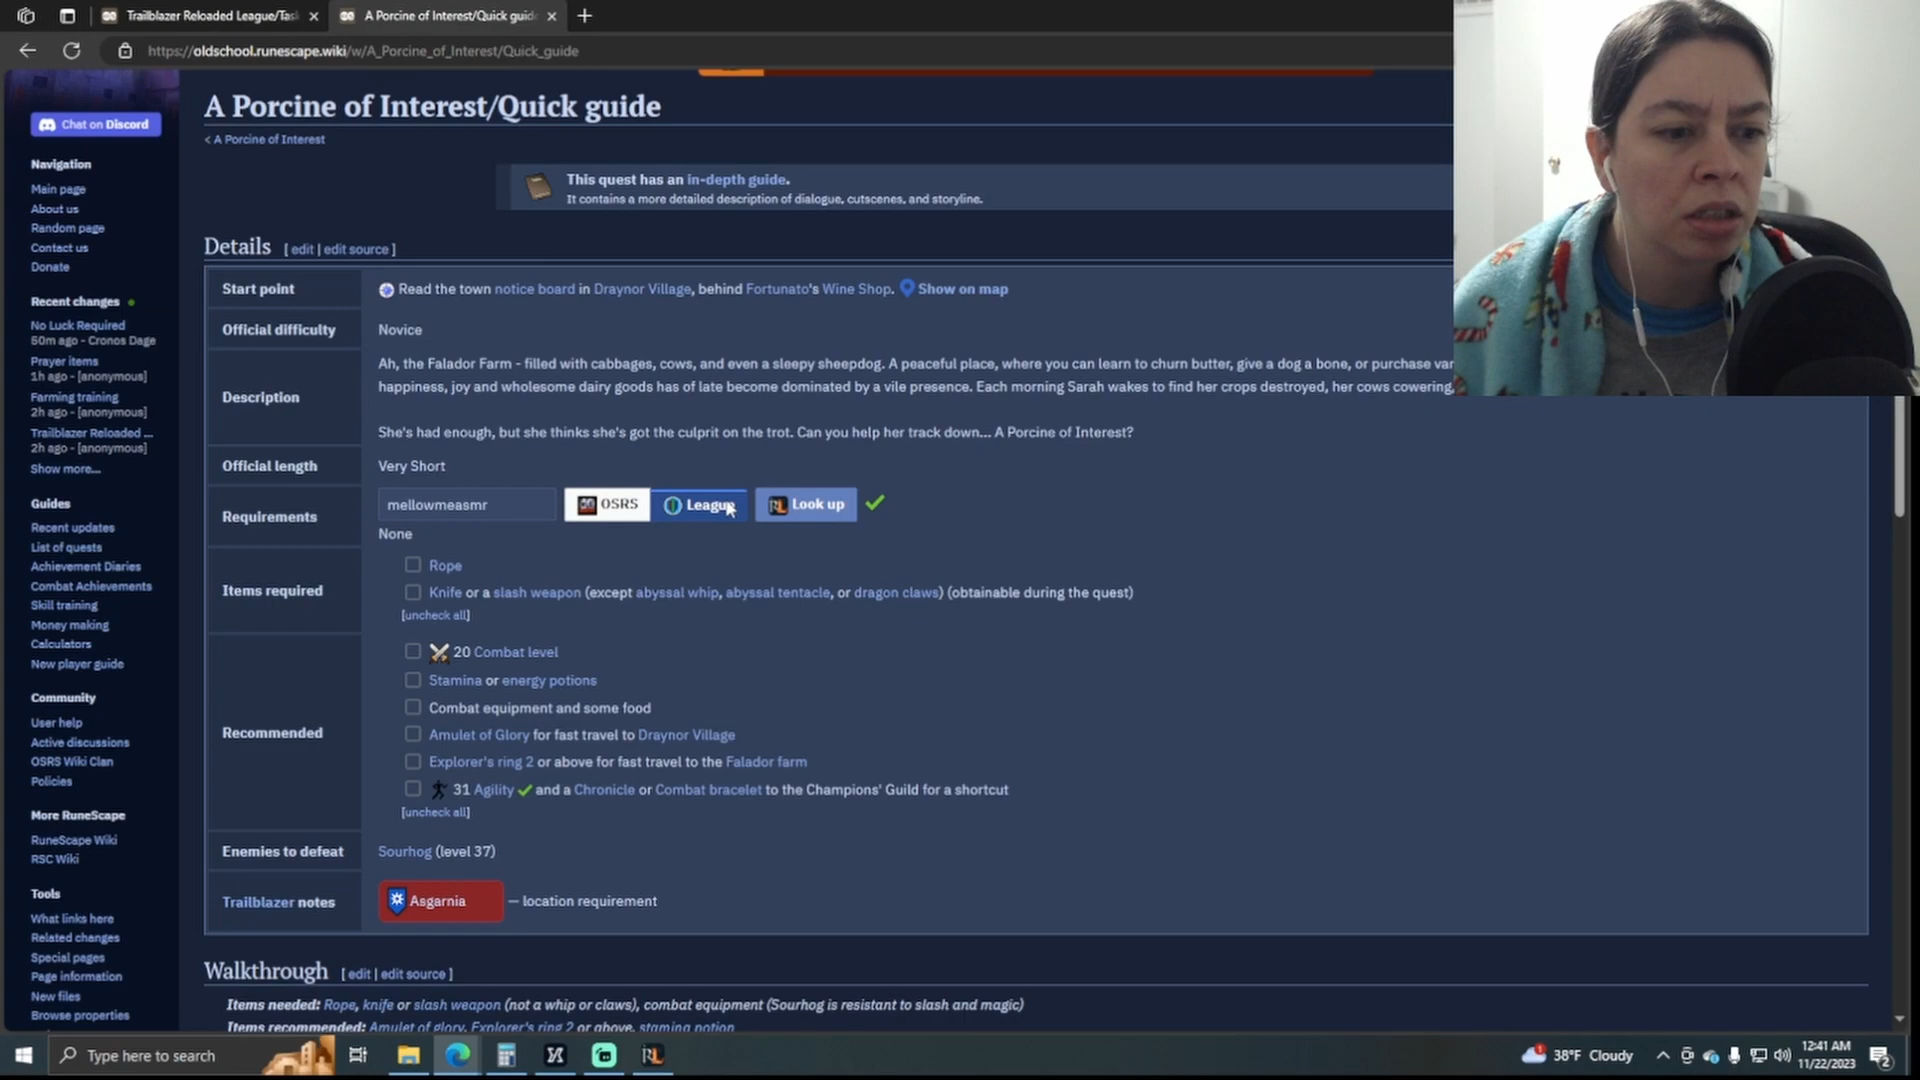 Trailblazer Reloaded League/Tas
A Porcine of Interest/Quick guid
https://oldschool.runescape.wiki/w/A_Porcine_of_Interest/Quick_guide
Chat on Discord
Navigation
Main page
About us
Random page
Contact us
Donate
Recent changes
No Luck Required
50m ago - Cronos Dage
Prayer items
1h ago - [anonymous]
Farming training
2h ago - [anonymous]
Trailblazer Reloaded ...
2h ago - [anonymous]
Show more...
Guides
Recent updates
List of quests
Achievement Diaries
Combat Achievements
Skill training
Money making
Calculators
New player guide
Community
User help
Active discussions
OSRS Wiki Clan
Policies
More RuneScape
RuneScape Wiki
RSC Wiki
Tools
What links here
Related changes
Special pages
Page information
New files
Browse properties
A Porcine of Interest/Quick guide
< A Porcine of Interest
This quest has an in-depth guide.
It contains a more detailed description of dialogue, cutscenes, and storyline.
Details [ edit | edit source ]
Start point
Read the town notice board in Draynor Village, behind Fortunato's Wine Shop. Show on map
Official difficulty
Novice
Description
Ah, the Falador Farm - filled with cabbages, cows, and even a sleepy sheepdog. A peaceful place, where you can learn to churn butter, give a dog a bone, or purchase var
happiness, joy and wholesome dairy goods has of late become dominated by a vile presence. Each morning Sarah wakes to find her crops destroyed, her cows cowering,
She's had enough, but she thinks she's got the culprit on the trot. Can you help her track down... A Porcine of Interest?
Official length
Very Short
Requirements
mellowmeasmr OSRS League Look up
None
Items required
Rope
Knife or a slash weapon (except abyssal whip, abyssal tentacle, or dragon claws) (obtainable during the quest)
[uncheck all]
Recommended
20 Combat level
Stamina or energy potions
Combat equipment and some food
Amulet of Glory for fast travel to Draynor Village
Explorer's ring 2 or above for fast travel to the Falador farm
31 Agility and a Chronicle or Combat bracelet to the Champions' Guild for a shortcut
[uncheck all]
Enemies to defeat
Sourhog (level 37)
Trailblazer notes
Asgarnia — location requirement
Walkthrough [ edit | edit source ]
Items needed: Rope, knife or slash weapon (not a whip or claws), combat equipment (Sourhog is resistant to slash and magic)
Items recommended: Amulet of glory, Explorer's ring 2 or above, stamina potion
Type here to search
38°F Cloudy
12:41 AM
11/22/2023